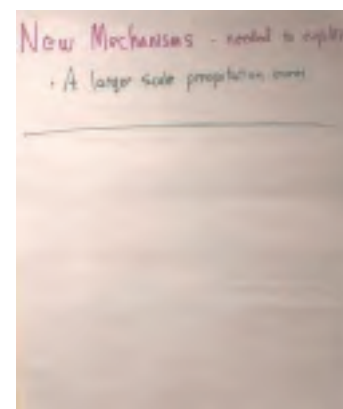 New Mechanisms - needed to explain
· A larger scale precipitation event